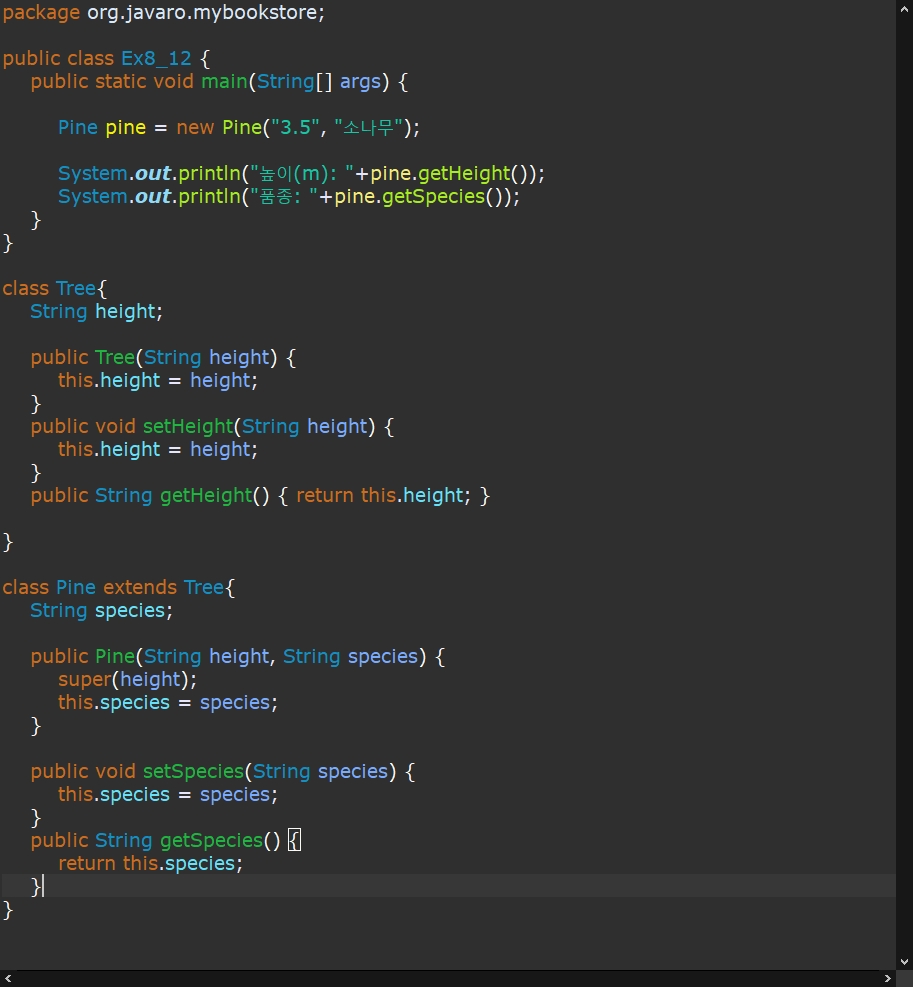 package org.javaro.mybookstore;
public class Ex8_12 {
public static void main(String[] args) {
Pine pine = new Pine("3.5", "소나무");
System.out.println("높이(m): "+pine.getHeight());
System.out.println("품종: "+pine.getSpecies());
}
}
class Tree{
String height;
public Tree(String height) {
this.height = height;
}
public void setHeight(String height) {
this.height = height;
}
public String getHeight() { return this.height; }
}
class Pine extends Tree{
String species;
public Pine(String height, String species) {
super(height);
this.species = species;
}
public void setSpecies(String species) {
this.species = species;
}
public String getSpecies() {
return this.species;
}
}